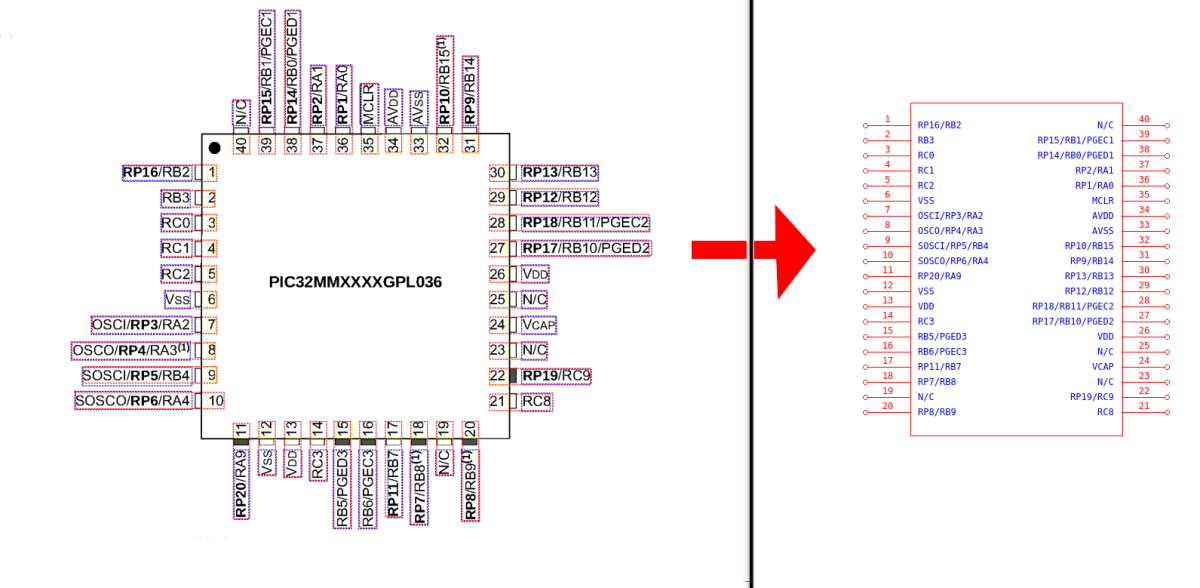 N/C
RP15/RB1/PGEC1
RP14/RB0/PGED1
RP2/RA1
RP1/RA0
MCLR
AVDD
AVSS
RP10/RB15(1)
RP9/RB14
40 39 38 37 36 35 34 33 32 31
RP16/RB2 1
RB3 2
RC0 3
RC1 4
RC2 5
VSS 6
OSCI/RP3/RA2 7
OSCO/RP4/RA3(1) 8
SOSCI/RP5/RB4 9
SOSCO/RP6/RA4 10
PIC32MMXXXXGPL036
30 RP13/RB13
29 RP12/RB12
28 RP18/RB11/PGEC2
27 RP17/RB10/PGED2
26 VDD
25 N/C
24 VCAP
23 N/C
22 RP19/RC9
21 RC8
11 12 13 14 15 16 17 18 19 20
RP20/RA9
VSS
VDD
RC3
RB5/PGED3
RB6/PGEC3
RP11/RB7
RP7/RB8(1)
N/C
RP8/RB9(1)
1 RP16/RB2 N/C 40
2 RB3 RP15/RB1/PGEC1 39
3 RC0 RP14/RB0/PGED1 38
4 RC1 RP2/RA1 37
5 RC2 RP1/RA0 36
6 VSS MCLR 35
7 OSCI/RP3/RA2 AVDD 34
8 OSCO/RP4/RA3 AVSS 33
9 SOSCI/RP5/RB4 RP10/RB15 32
10 SOSCO/RP6/RA4 RP9/RB14 31
11 RP20/RA9 RP13/RB13 30
12 VSS RP12/RB12 29
13 VDD RP18/RB11/PGEC2 28
14 RC3 RP17/RB10/PGED2 27
15 RB5/PGED3 VDD 26
16 RB6/PGEC3 N/C 25
17 RP11/RB7 VCAP 24
18 RP7/RB8 N/C 23
19 N/C RP19/RC9 22
20 RP8/RB9 RC8 21